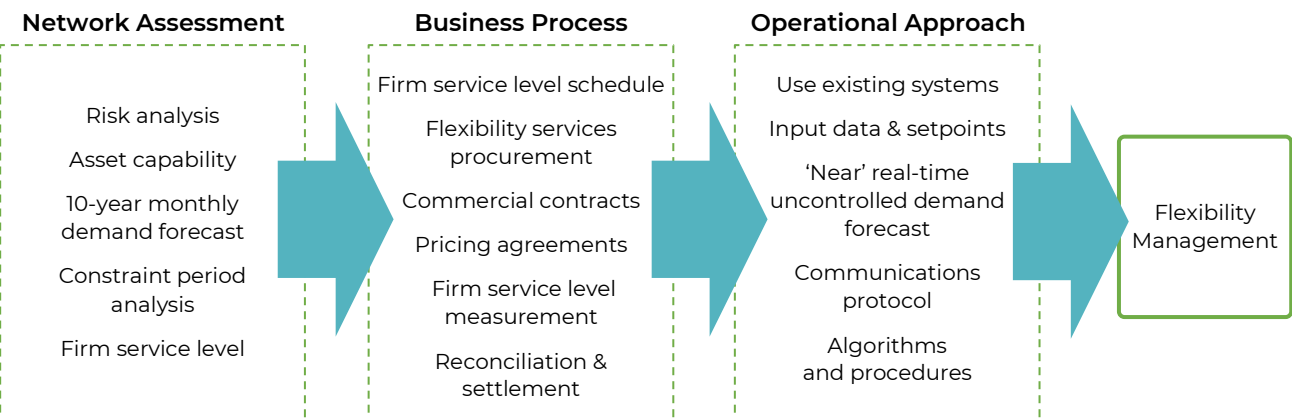 Network Assessment
Risk analysis
Asset capability
10-year monthly
demand forecast
Constraint period
analysis
Firm service level
Business Process
Firm service level schedule
Flexibility services
procurement
Commercial contracts
Pricing agreements
Firm service level
measurement
Reconciliation &
settlement
Operational Approach
Use existing systems
Input data & setpoints
‘Near’ real-time
uncontrolled demand
forecast
Communications
protocol
Algorithms
and procedures
Flexibility
Management